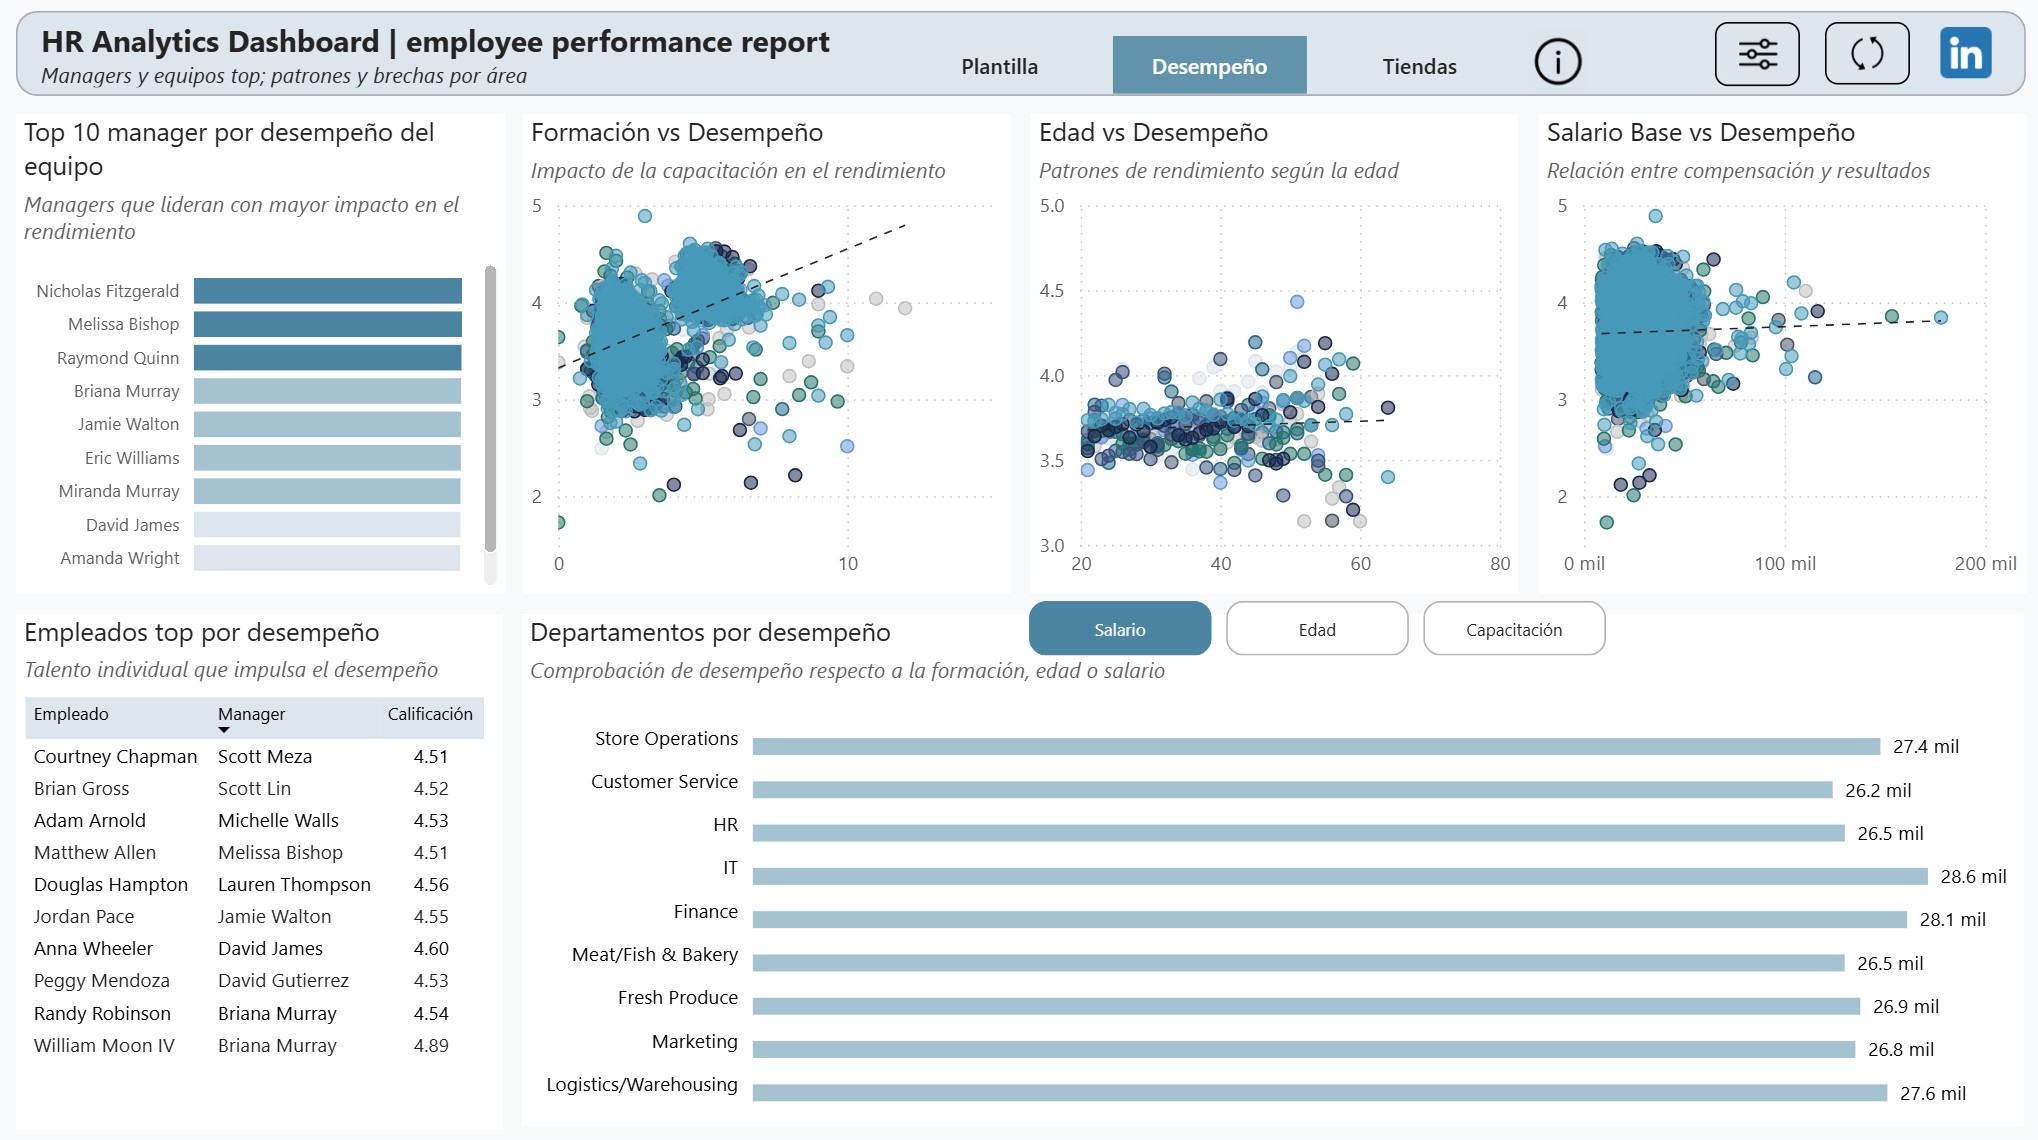 HR Analytics Dashboard | employee performance report
Managers y equipos top; patrones y brechas por área
Plantilla
Desempeño
Tiendas
i
in
Top 10 manager por desempeño del
equipo
Managers que lideran con mayor impacto en el
rendimiento
Nicholas Fitzgerald
Melissa Bishop
Raymond Quinn
Briana Murray
Jamie Walton
Eric Williams
Miranda Murray
David James
Amanda Wright
Formación vs Desempeño
Impacto de la capacitación en el rendimiento
5
4
3
2
0 10
Edad vs Desempeño
Patrones de rendimiento según la edad
5.0
4.5
4.0
3.5
3.0
20 40 60 80
Salario Base vs Desempeño
Relación entre compensación y resultados
5
4
3
2
0 mil 100 mil 200 mil
Empleados top por desempeño
Talento individual que impulsa el desempeño
Empleado Manager Calificación
Courtney Chapman Scott Meza 4.51
Brian Gross Scott Lin 4.52
Adam Arnold Michelle Walls 4.53
Matthew Allen Melissa Bishop 4.51
Douglas Hampton Lauren Thompson 4.56
Jordan Pace Jamie Walton 4.55
Anna Wheeler David James 4.60
Peggy Mendoza David Gutierrez 4.53
Randy Robinson Briana Murray 4.54
William Moon IV Briana Murray 4.89
Departamentos por desempeño
Salario
Edad
Capacitación
Comprobación de desempeño respecto a la formación, edad o salario
Store Operations 27.4 mil
Customer Service 26.2 mil
HR 26.5 mil
IT 28.6 mil
Finance 28.1 mil
Meat/Fish & Bakery 26.5 mil
Fresh Produce 26.9 mil
Marketing 26.8 mil
Logistics/Warehousing 27.6 mil